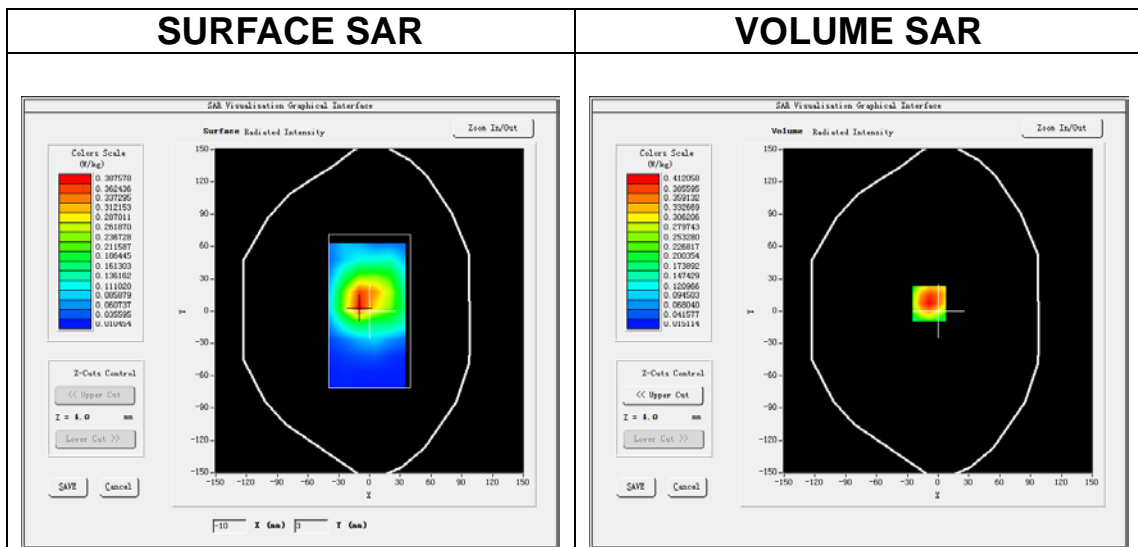 SURFACE SAR
SAR Visualisation Graphical Interface
Surface Radiated Intensity
Zoom In/Out
Colors Scale
(W/kg)
0.387578
0.362436
0.337295
0.312153
0.287011
0.261870
0.236728
0.211587
0.186445
0.161303
0.136162
0.111020
0.085879
0.060737
0.035595
0.010454
Z-Cuts Control
<< Upper Cut
Z = 4.0 mm
Lower Cut >>
SAVE Cancel
150
120
90
60
30
0
-30
-60
-90
-120
-150
Y
-150 -120 -90 -60 -30 0 30 60 90 120 150
X
-10 X (mm) 3 Y (mm)
VOLUME SAR
SAR Visualisation Graphical Interface
Volume Radiated Intensity
Zoom In/Out
Colors Scale
(W/kg)
0.412058
0.385595
0.359132
0.332669
0.306206
0.279743
0.253280
0.226817
0.200354
0.173892
0.147429
0.120966
0.094503
0.068040
0.041577
0.015114
Z-Cuts Control
<< Upper Cut
Z = 4.0 mm
Lower Cut >>
SAVE Cancel
150
120
90
60
30
0
-30
-60
-90
-120
-150
Y
-150 -120 -90 -60 -30 0 30 60 90 120 150
X